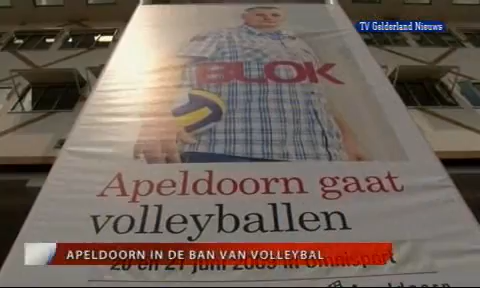 TV Gelderland Nieuws
BLOK
Apeldoorn gaat
volleyballen
APELDOORN IN DE BAN VAN VOLLEYBAL
20 en 21 juni 2009 in Omnisport